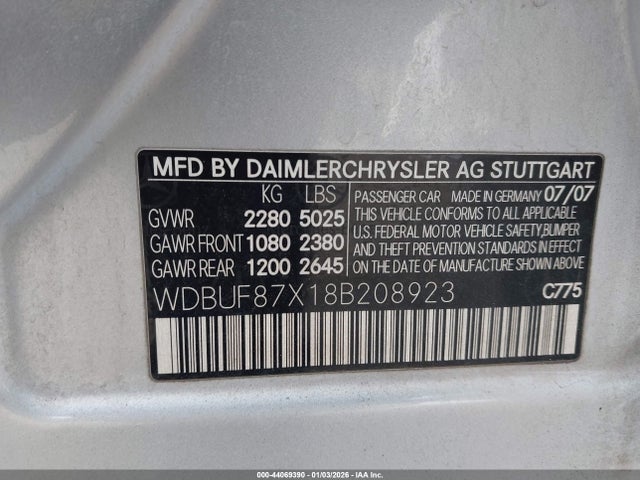 MFD BY DAIMLERCHRYSLER AG STUTTGART
KG LBS
GVWR 2280 5025
GAWR FRONT 1080 2380
GAWR REAR 1200 2645
PASSENGER CAR MADE IN GERMANY 07/07
THIS VEHICLE CONFORMS TO ALL APPLICABLE
U.S. FEDERAL MOTOR VEHICLE SAFETY, BUMPER
AND THEFT PREVENTION STANDARDS IN EFFECT
ON THE DATE OF MANUFACTURE SHOWN ABOVE.
WDBUF87X18B208923 C775
000-44069390 - 01/03/2026 - IAA Inc.